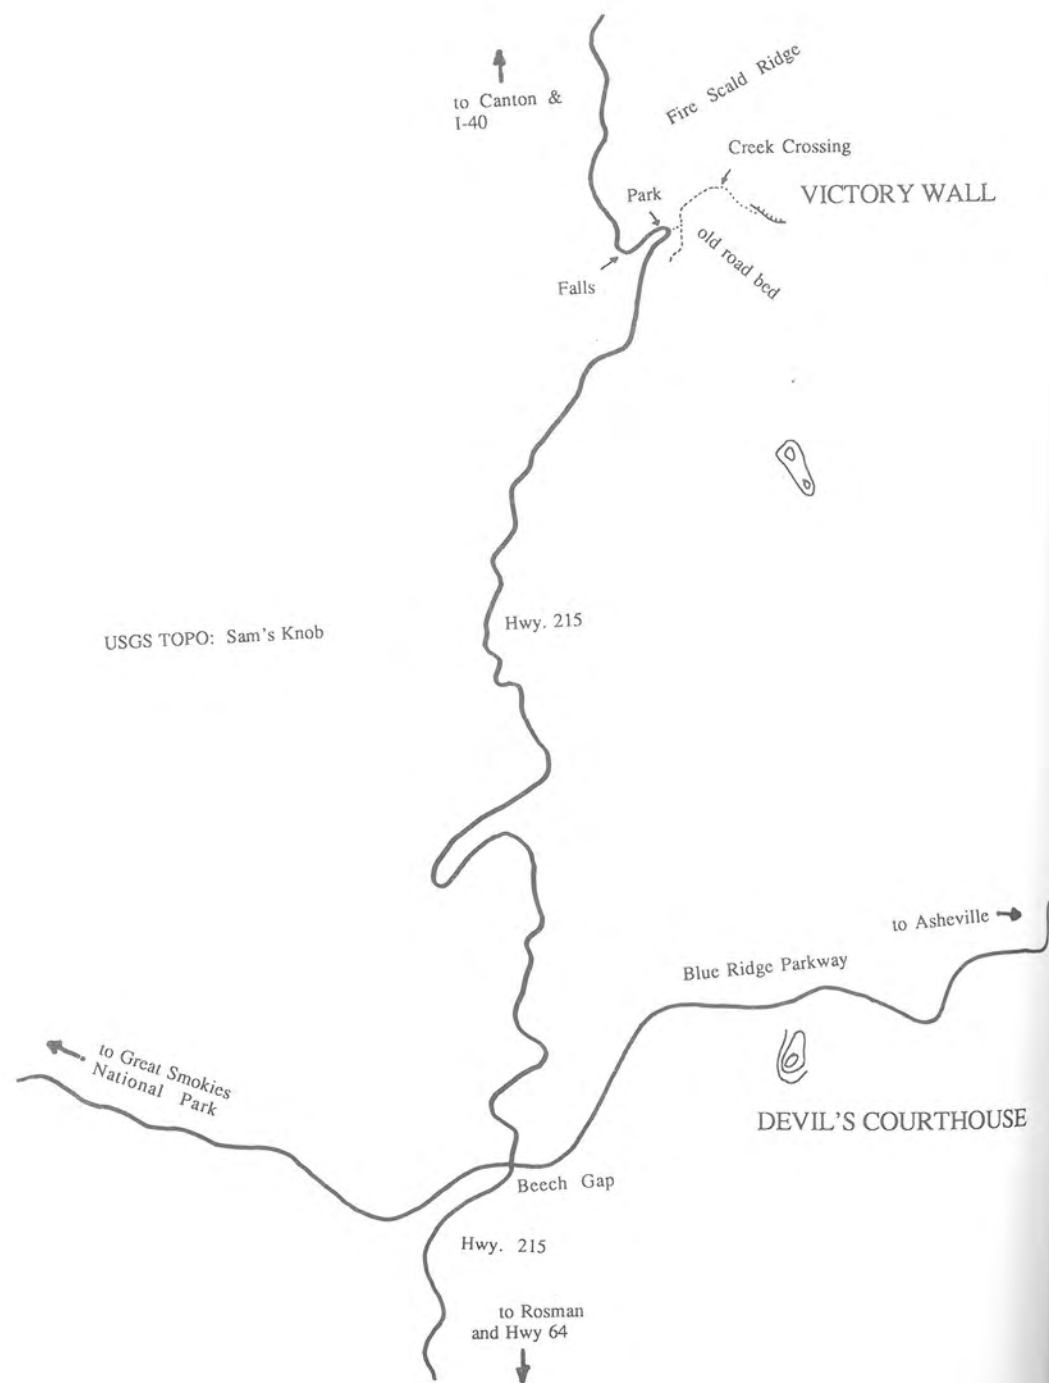 to Canton &
I-40
Fire Scald Ridge
Creek Crossing
VICTORY WALL
Park
old road bed
Falls
Hwy. 215
USGS TOPO: Sam's Knob
to Asheville
Blue Ridge Parkway
to Great Smokies
National Park
DEVIL'S COURTHOUSE
Beech Gap
Hwy. 215
to Rosman
and Hwy 64